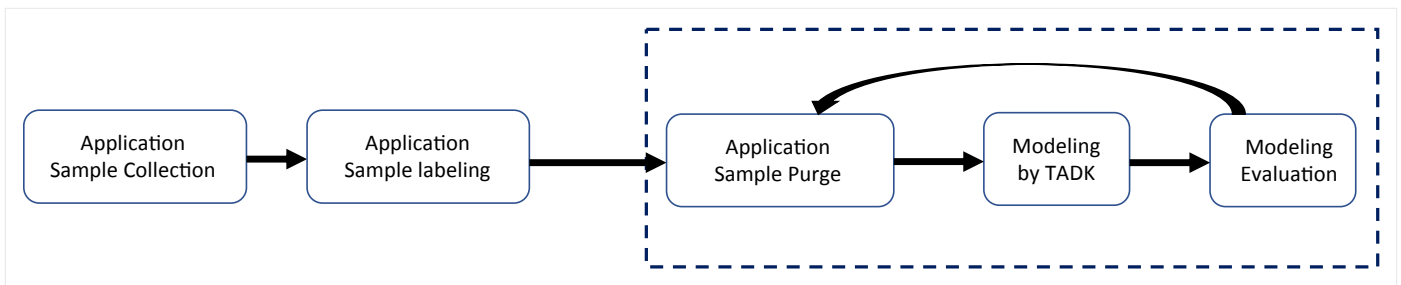 Application
Sample Collection
Application
Sample labeling
Application
Sample Purge
Modeling
by TADK
Modeling
Evaluation